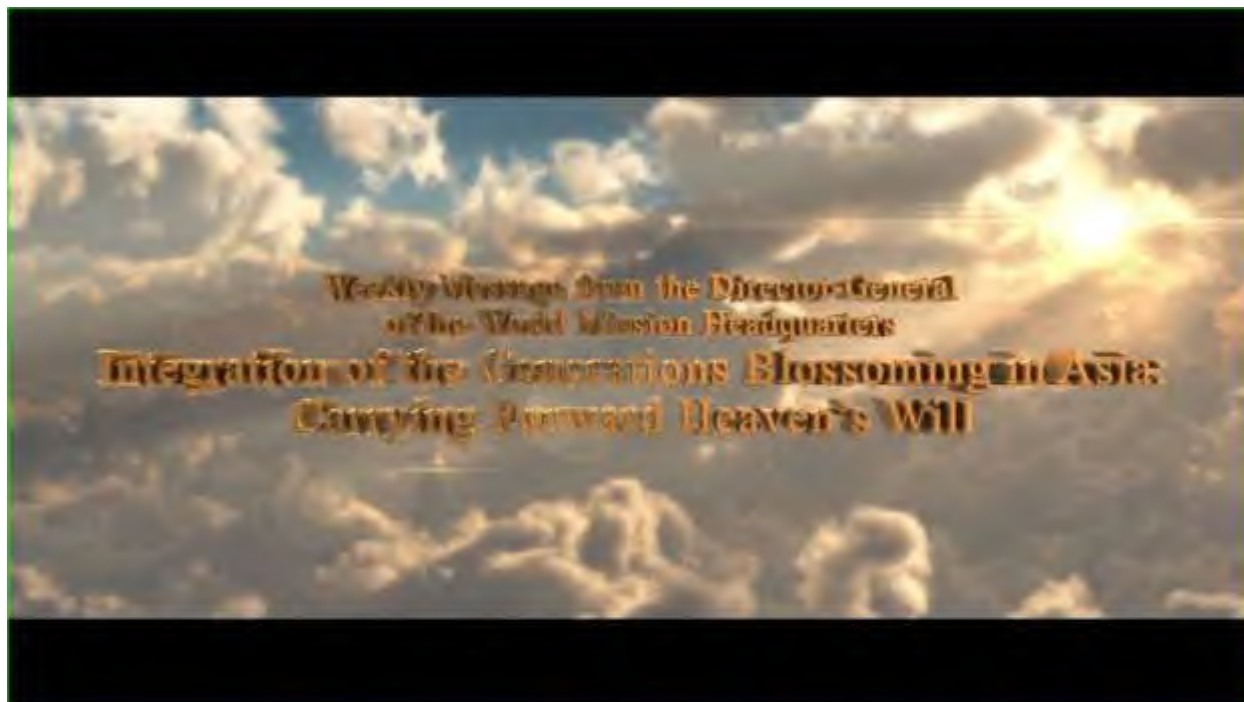 Weekly Message from the Director-General
of the World Mission Headquarters
Integration of the Generations Blossoming in Asia:
Carrying Forward Heaven's Will